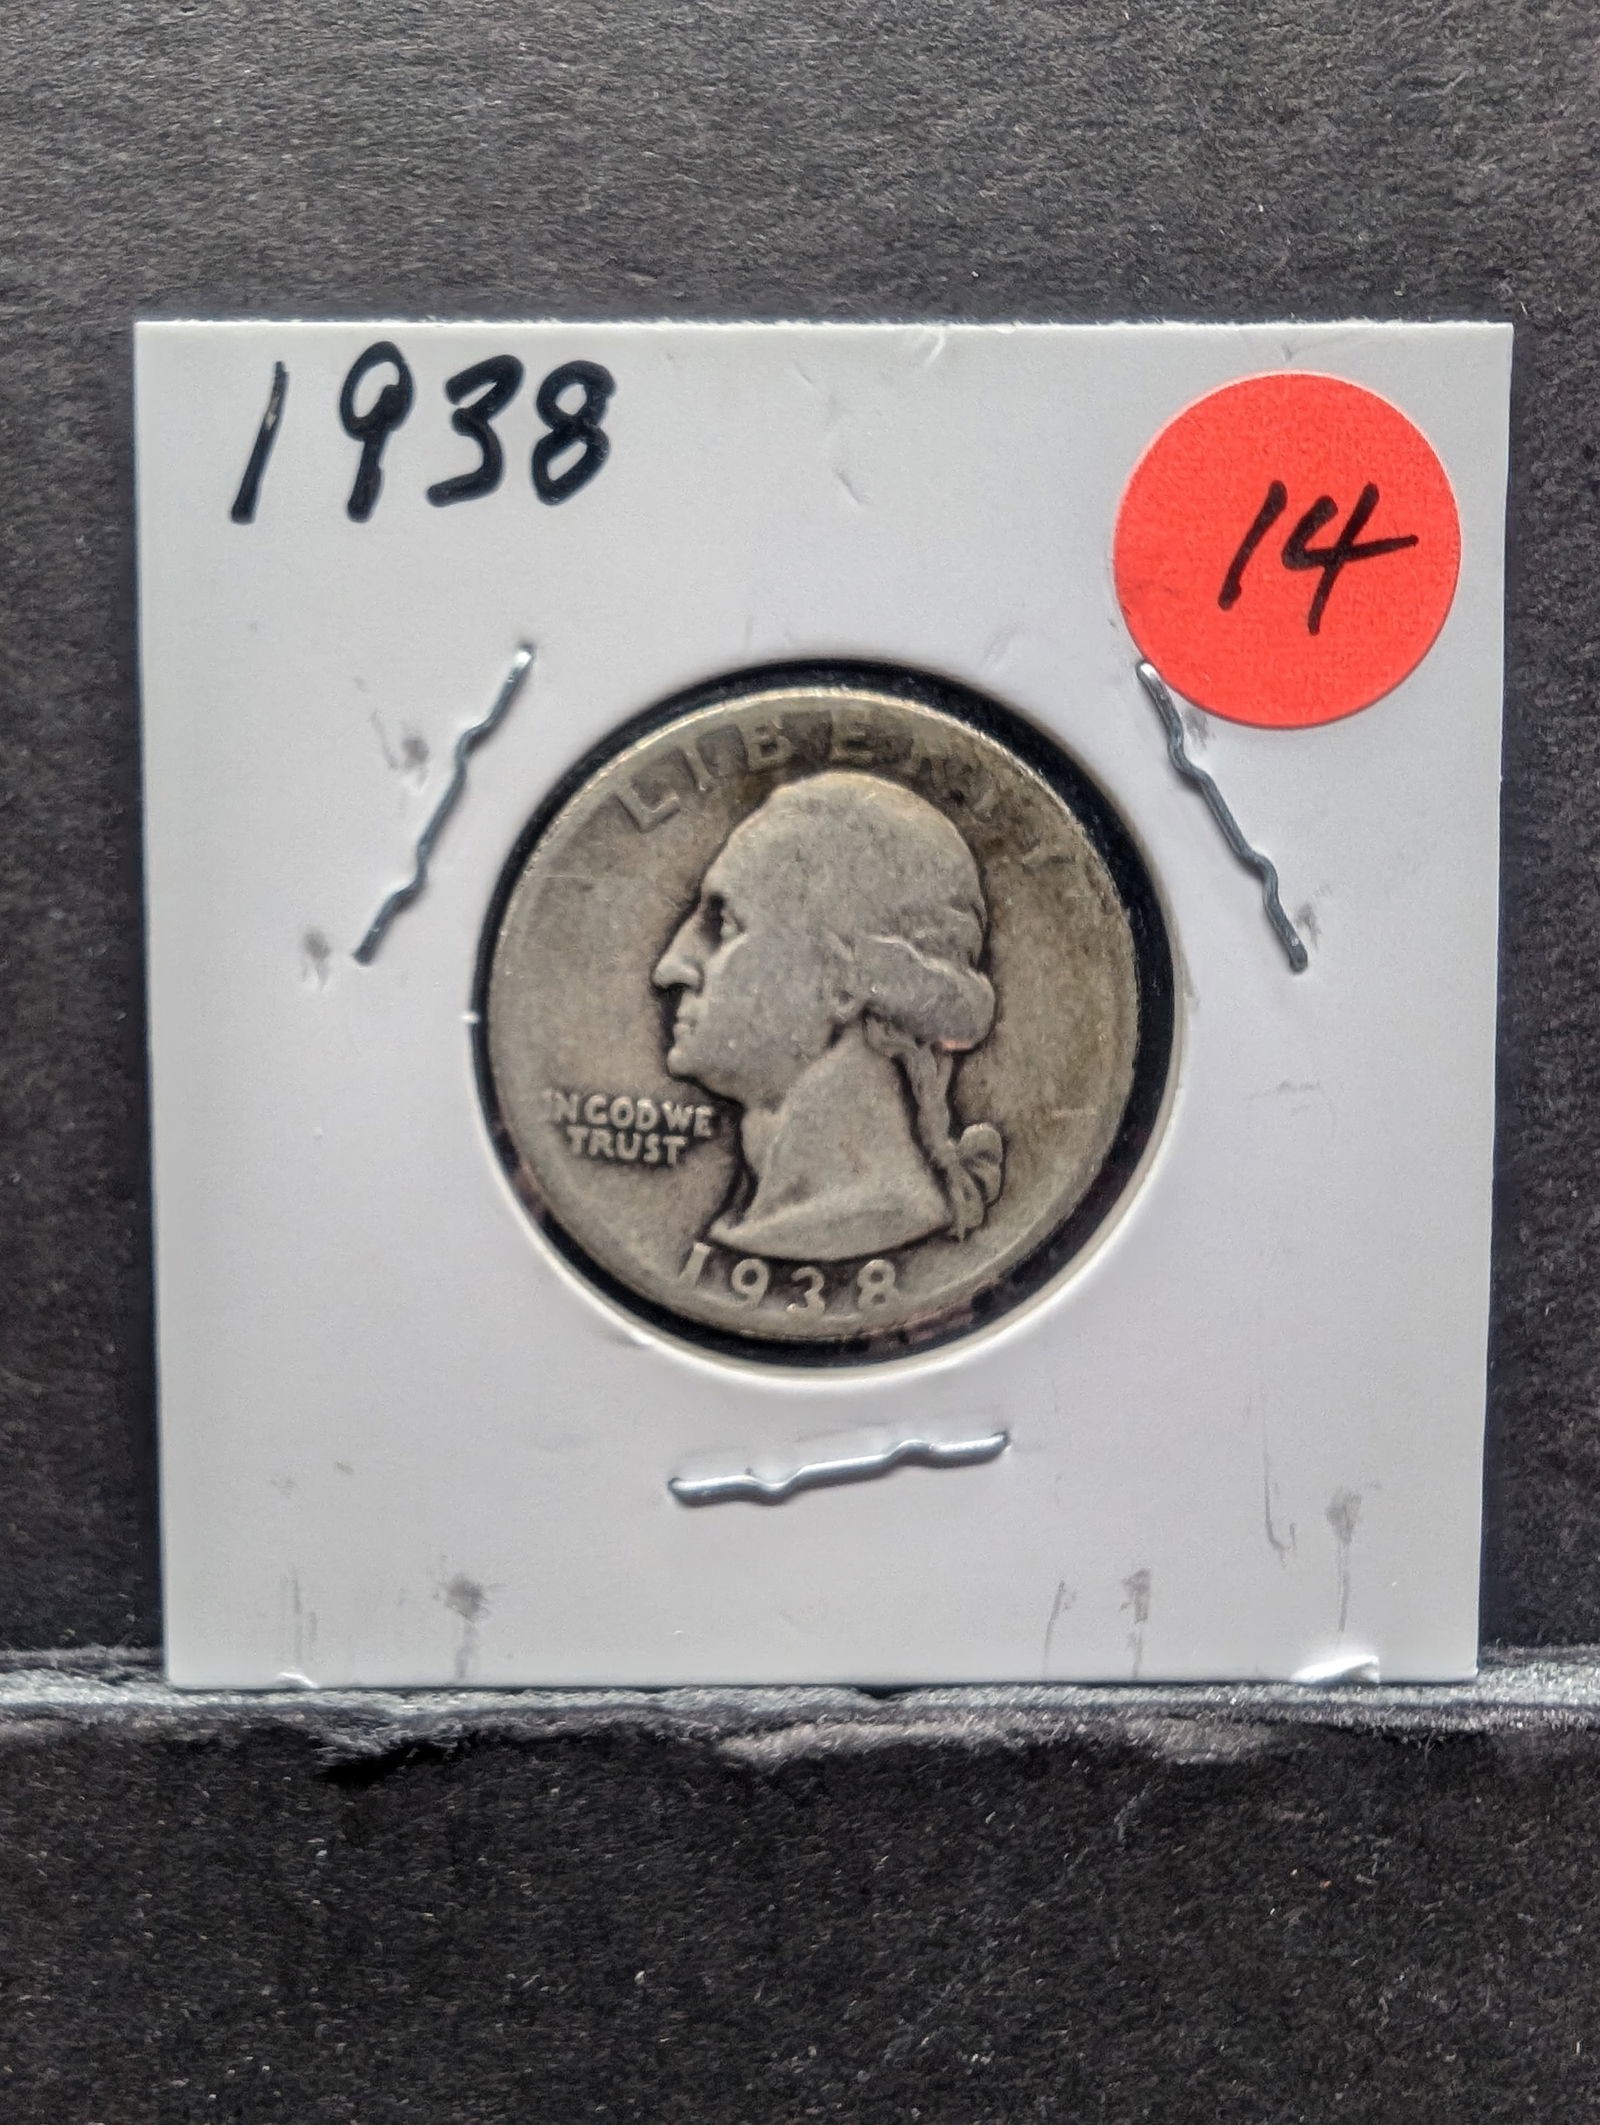 1938
14
LIBERTY
IN GOD WE
TRUST
1938